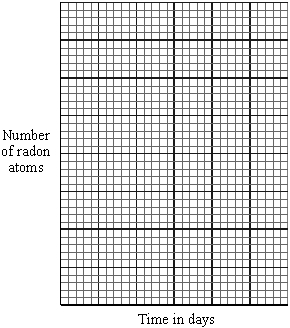 Number
of radon
atoms
Time in days